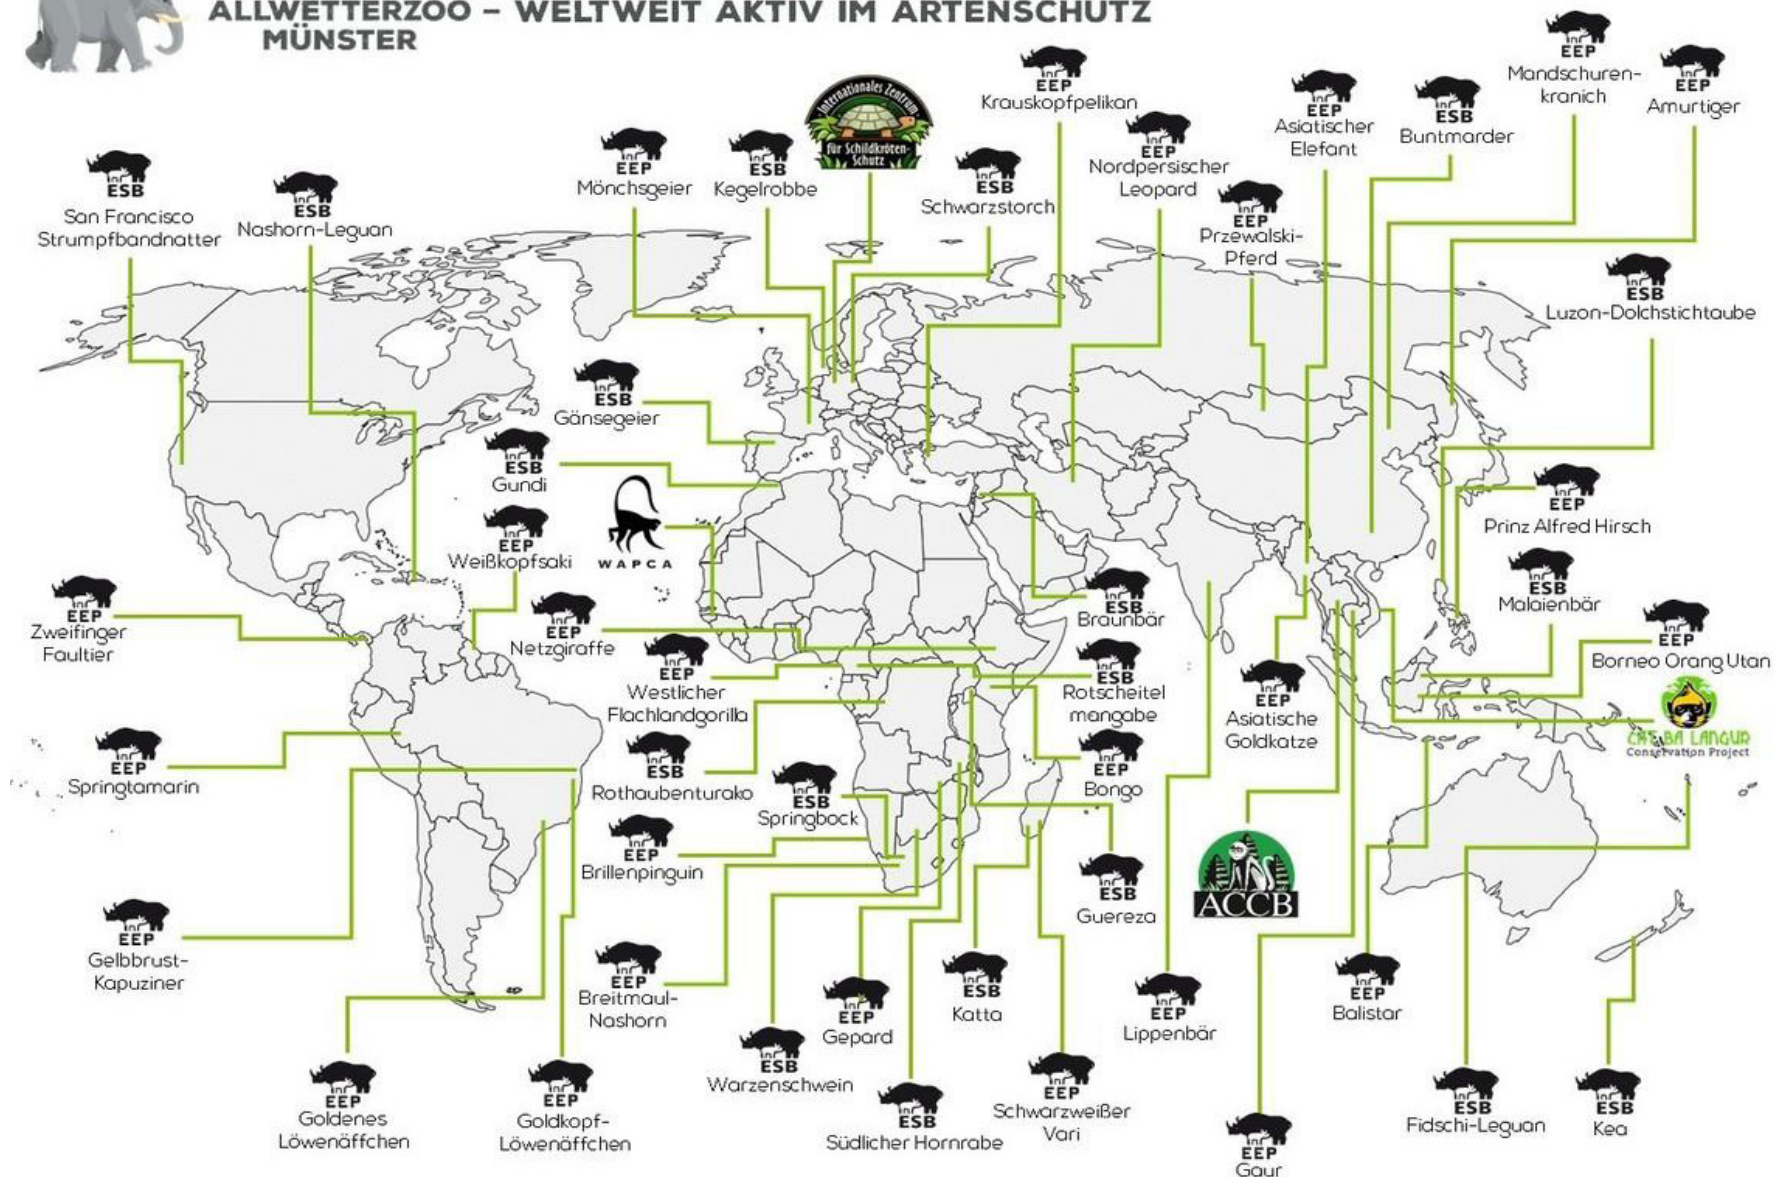 ALLWETTERZOO – WELTWEIT AKTIV IM ARTENSCHUTZ
MÜNSTER
EEP
Mandschuren-
kranich
EEP
Amurtiger
EEP
Krauskopfpelikan
EEP
Asiatischer
Elefant
ESB
Buntmarder
Internationales Zentrum
für Schildkröten-
Schutz
EEP
Nordpersischer
Leopard
EEP
Mönchsgeier
ESB
Kegelrobbe
ESB
Schwarzstorch
ESB
San Francisco
Strumpfbandnatter
ESB
Nashorn-Leguan
EEP
Przewalski-
Pferd
ESB
Luzon-Dolchstichtaube
ESB
Gänsegeier
ESB
Gundi
WAPCA
EEP
Prinz Alfred Hirsch
EEP
Weißkopfsaki
ESB
Malaienbär
EEP
Zweifinger
Faultier
EEP
Netzgiraffe
ESB
Braunbär
EEP
Borneo Orang Utan
EEP
Westlicher
Flachlandgorilla
ESB
Rotscheitel
mangabe
EEP
Asiatische
Goldkatze
CAT BA LANGUR
Conservation Project
EEP
Springtamarin
ESB
Rothaubenturako
ESB
Springbock
EEP
Bongo
EEP
Brillenpinguin
ESB
Guereza
ACCB
EEP
Gelbbrust-
Kapuziner
EEP
Breitmaul-
Nashorn
EEP
Gepard
ESB
Katta
EEP
Lippenbär
EEP
Balistar
ESB
Warzenschwein
EEP
Goldenes
Löwenäffchen
EEP
Goldkopf-
Löwenäffchen
ESB
Südlicher Hornrabe
EEP
Schwarzweißer
Vari
EEP
Gaur
ESB
Fidschi-Leguan
ESB
Kea